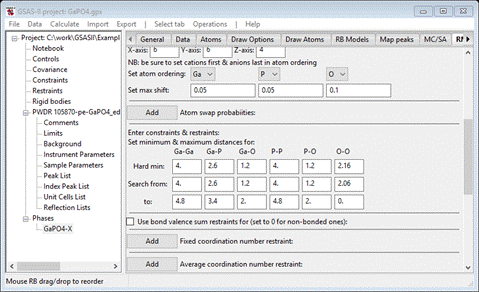 GSAS-II project: GaPO4.gpx
File Data Calculate Import Export | Select tab Operations | Help
Project: C:\work\GSASII\Exampl
Notebook
Controls
Covariance
Constraints
Restraints
Rigid bodies
PWDR 105870-pe-GaPO4_ed
Comments
Limits
Background
Instrument Parameters
Sample Parameters
Peak List
Index Peak List
Unit Cells List
Reflection Lists
Phases
GaPO4-X
General Data Atoms Draw Options Draw Atoms RB Models Map peaks MC/SA
X-axis: 6 Y-axis: 6 Z-axis: 4
NB: be sure to set cations first & anions last in atom ordering
Set atom ordering: Ga P O
Set max shift: 0.05 0.05 0.1
Add Atom swap probabiities:
Enter constraints & restraints:
Set minimum & maximum distances for:
Ga-Ga Ga-P Ga-O P-P P-O O-O
Hard min: 4. 2.6 1.2 4. 1.2 2.16
Search from: 4. 2.6 1.2 4. 1.2 2.06
to: 4.8 3.4 2. 4.8 2. 0.
Use bond valence sum restraints for (set to 0 for non-bonded ones):
Add Fixed coordination number restraint:
Add Average coordination number restraint:
Mouse RB drag/drop to reorder